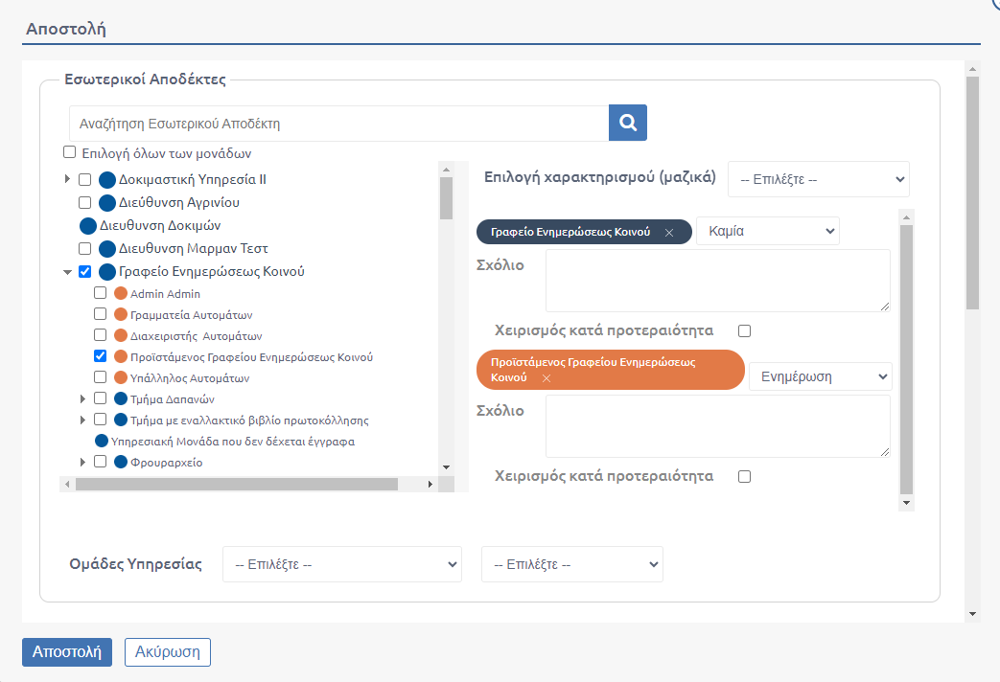 Αποστολή
Εσωτερικοί Αποδέκτες
Αναζήτηση Εσωτερικού Αποδέκτη
Επιλογή όλων των μονάδων
Δοκιμαστική Υπηρεσία ΙΙ
Διεύθυνση Αγρινίου
Διευθυνση Δοκιμών
Διευθυνση Μαρμαν Τεστ
Γραφείο Ενημερώσεως Κοινού
Admin Admin
Γραμματεία Αυτομάτων
Διαχειριστής Αυτομάτων
Προϊστάμενος Γραφείου Ενημερώσεως Κοινού
Υπάλληλος Αυτομάτων
Τμήμα Δαπανών
Τμήμα με εναλλακτικό βιβλίο πρωτοκόλλησης
Υπηρεσιακή Μονάδα που δεν δέχεται έγγραφα
Φρουραρχείο
Επιλογή χαρακτηρισμού (μαζικά) -- Επιλέξτε --
Γραφείο Ενημερώσεως Κοινού × Καμία
Σχόλιο
Χειρισμός κατά προτεραιότητα
Προϊστάμενος Γραφείου Ενημερώσεως
Κοινού × Ενημέρωση
Σχόλιο
Χειρισμός κατά προτεραιότητα
Ομάδες Υπηρεσίας -- Επιλέξτε -- -- Επιλέξτε --
Αποστολή Ακύρωση